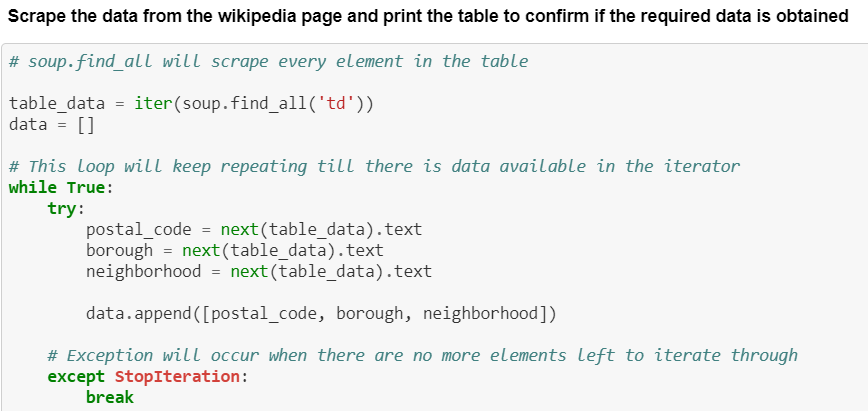 Scrape the data from the wikipedia page and print the table to confirm if the required data is obtained
# soup.find_all will scrape every element in the table
table_data = iter(soup.find_all('td'))
data = []
# This loop will keep repeating till there is data available in the iterator
while True:
    try:
        postal_code = next(table_data).text
        borough = next(table_data).text
        neighborhood = next(table_data).text
        data.append([postal_code, borough, neighborhood])
    # Exception will occur when there are no more elements left to iterate through
    except StopIteration:
        break